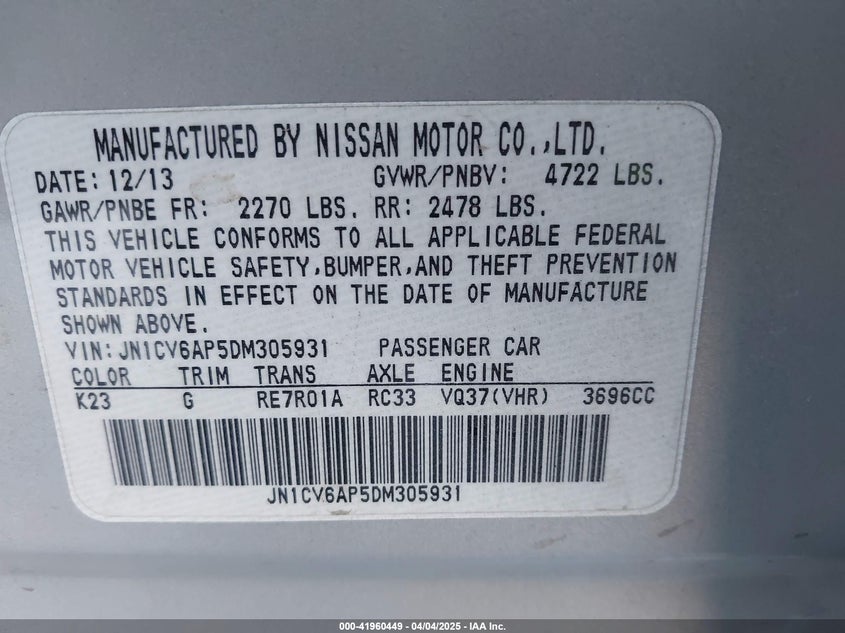 MANUFACTURED BY NISSAN MOTOR CO.,LTD.
DATE: 12/13 GVWR/PNBV: 4722 LBS.
GAWR/PNBE FR: 2270 LBS. RR: 2478 LBS.
THIS VEHICLE CONFORMS TO ALL APPLICABLE FEDERAL
MOTOR VEHICLE SAFETY,BUMPER,AND THEFT PREVENTION
STANDARDS IN EFFECT ON THE DATE OF MANUFACTURE
SHOWN ABOVE.
VIN: JN1CV6AP5DM305931 PASSENGER CAR
COLOR TRIM TRANS AXLE ENGINE
K23 G RE7R01A RC33 VQ37(VHR) 3696CC
JN1CV6AP5DM305931
000-41960449 - 04/04/2025 - IAA Inc.